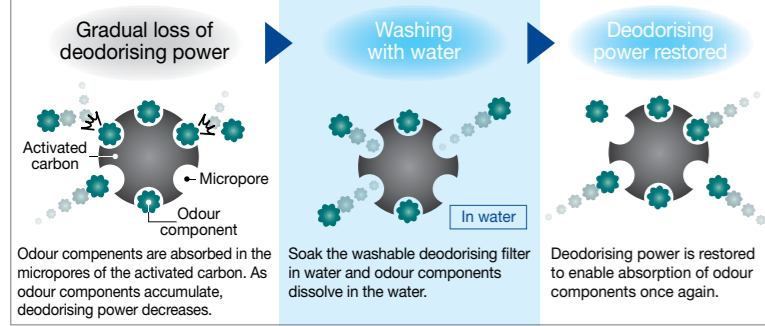 Gradual loss of
deodorising power
Activated
carbon
Micropore
Odour
component
Odour compenents are absorbed in the
micropores of the activated carbon. As
odour components accumulate,
deodorising power decreases.
Washing
with water
In water
Soak the washable deodorising filter
in water and odour components
dissolve in the water.
Deodorising
power restored
Deodorising power is restored
to enable absorption of odour
components once again.